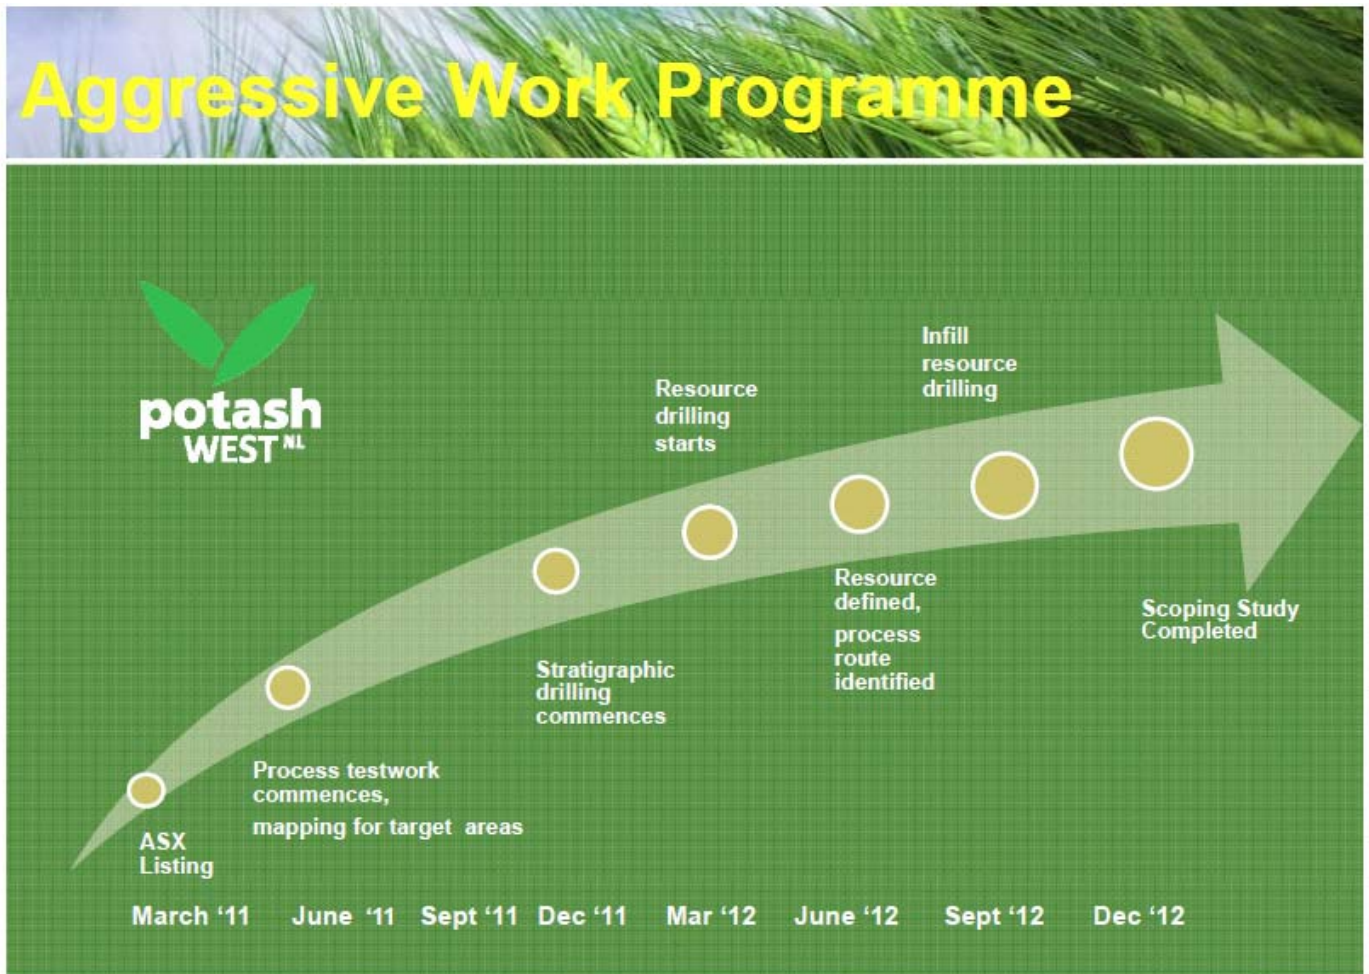 Aggressive Work Programme
potash
WEST NL
Infill
resource
drilling
Resource
drilling
starts
Resource
defined,
process
route
identified
Scoping Study
Completed
Stratigraphic
drilling
commences
Process testwork
commences,
mapping for target areas
ASX
Listing
March ‘11 June ‘11 Sept ‘11 Dec ‘11 Mar ‘12 June ‘12 Sept ‘12 Dec ‘12